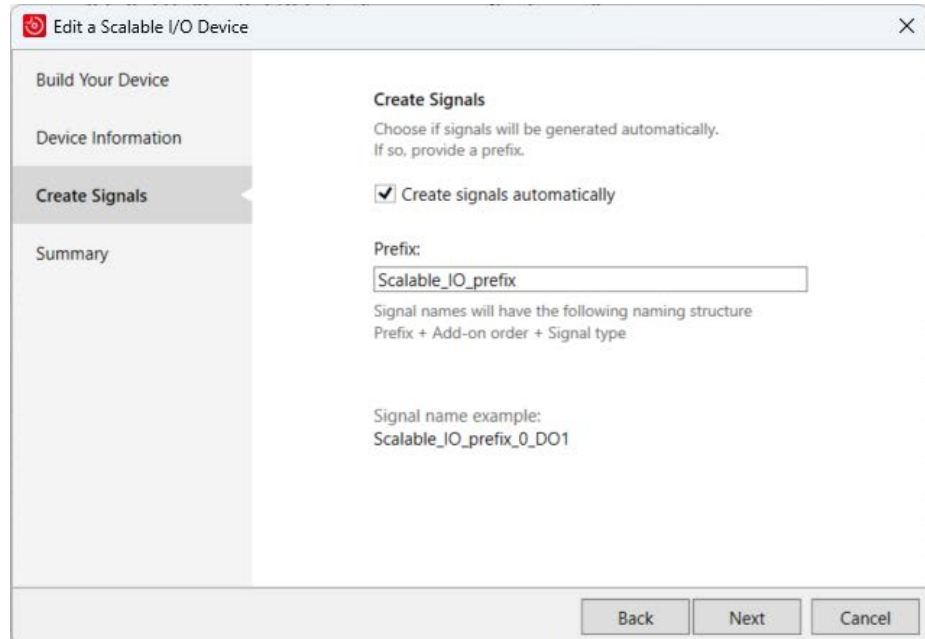 Edit a Scalable I/O Device
Build Your Device
Device Information
Create Signals
Summary
Create Signals
Choose if signals will be generated automatically.
If so, provide a prefix.
Create signals automatically
Prefix:
Scalable_IO_prefix
Signal names will have the following naming structure
Prefix + Add-on order + Signal type
Signal name example:
Scalable_IO_prefix_0_DO1
Back
Next
Cancel